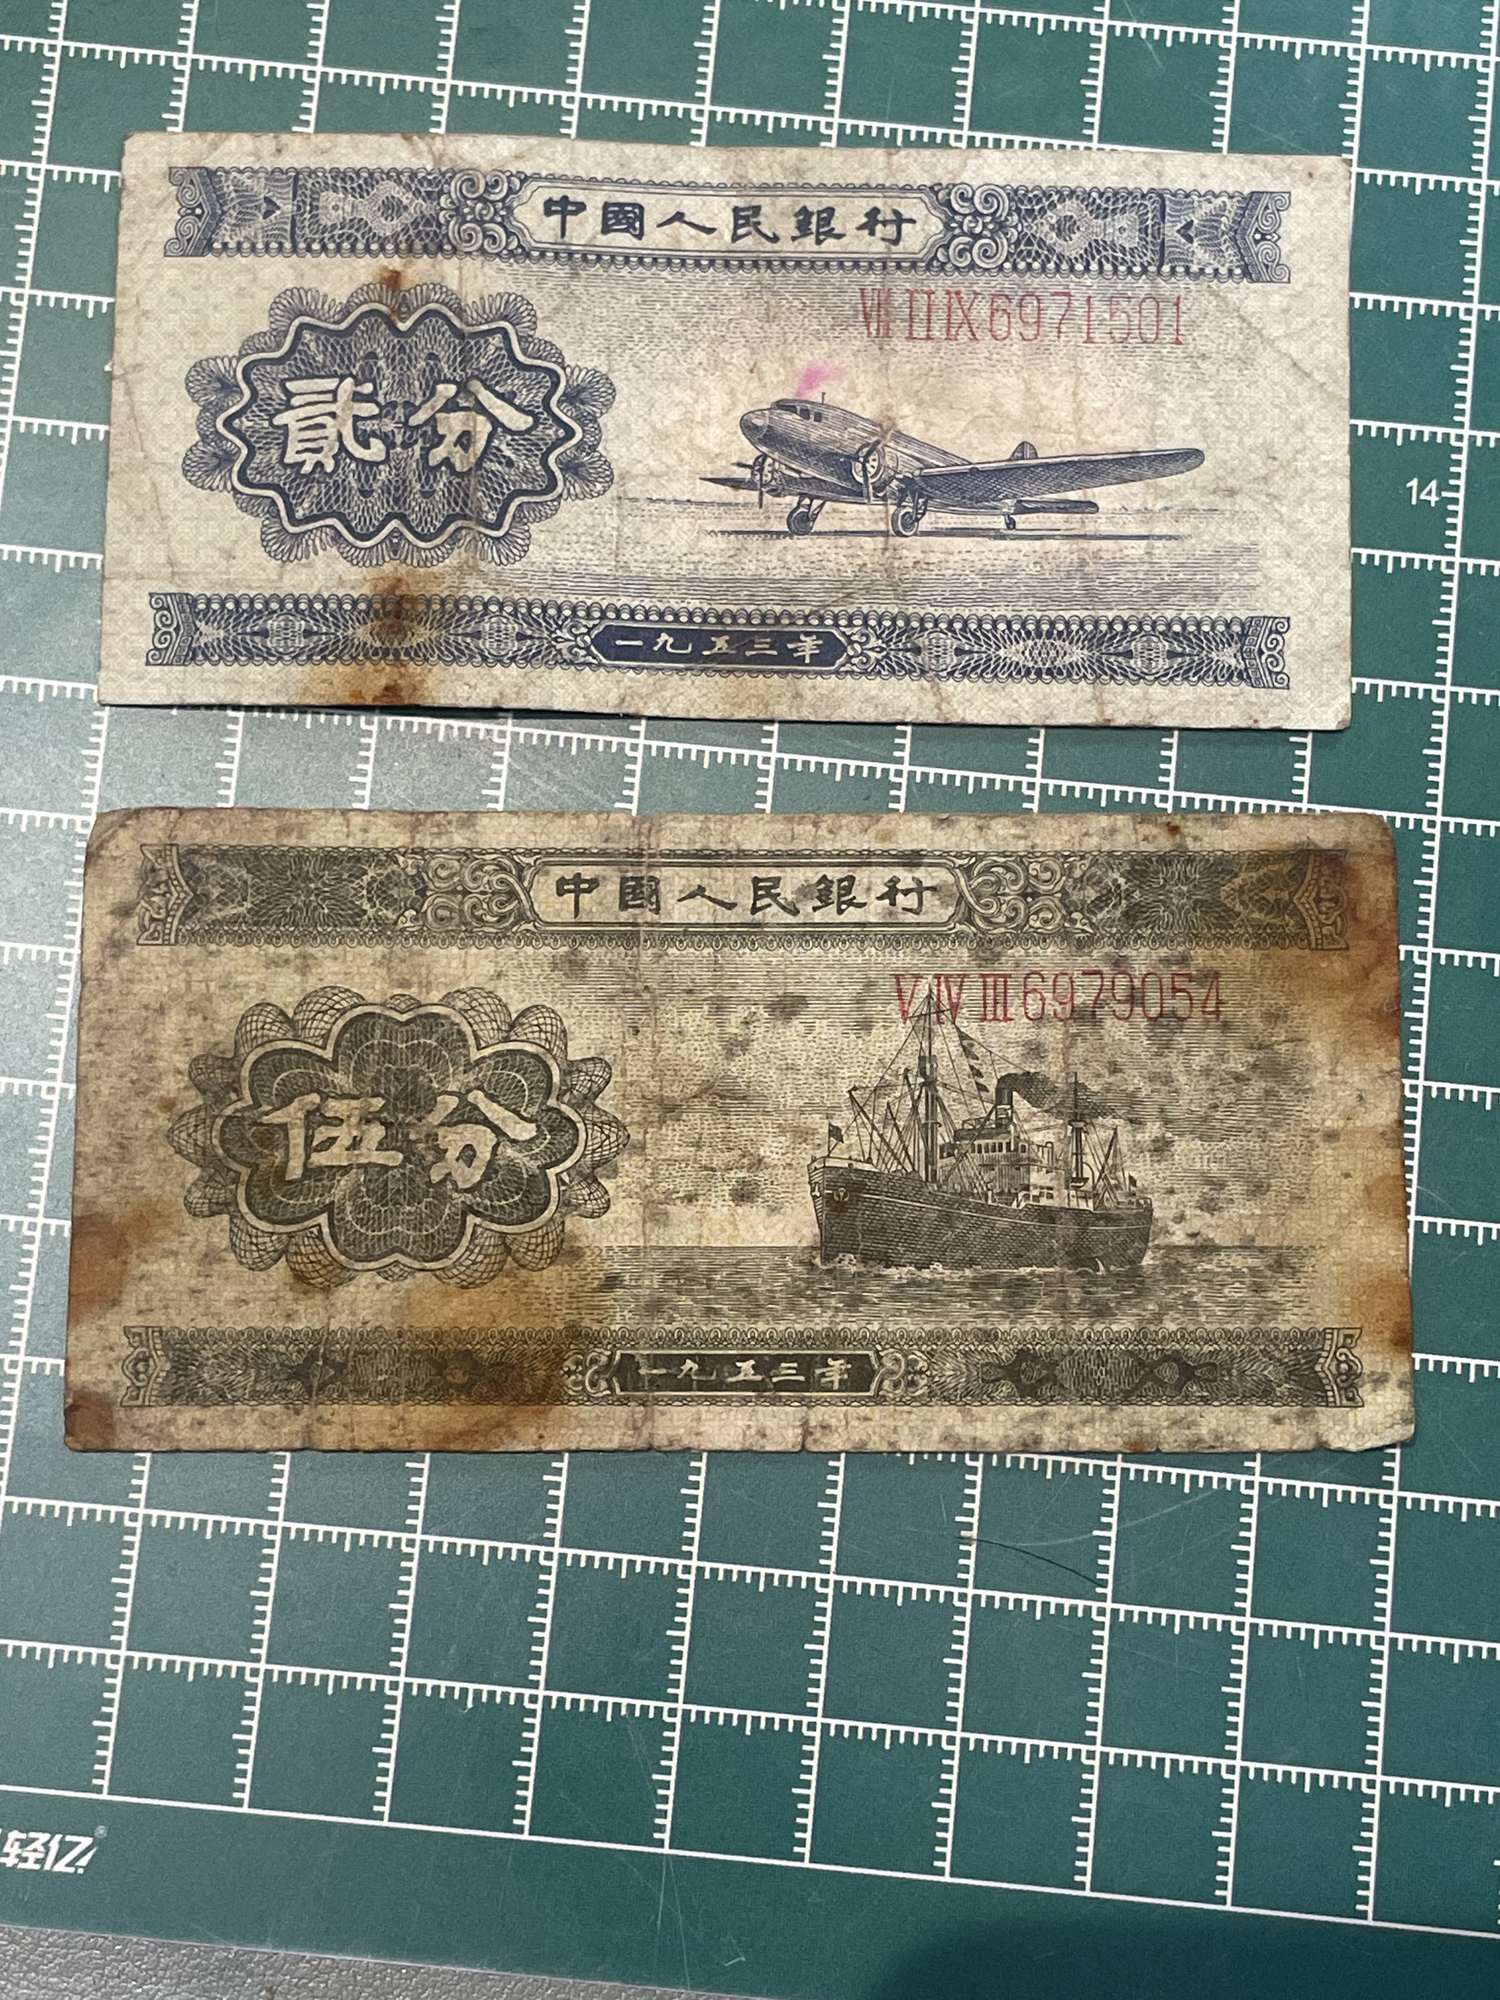 中國人民銀行
VIII II IX 6971501
貳分
一九五三年
14
中國人民銀行
V IV III 6979054
伍分
一九五三年